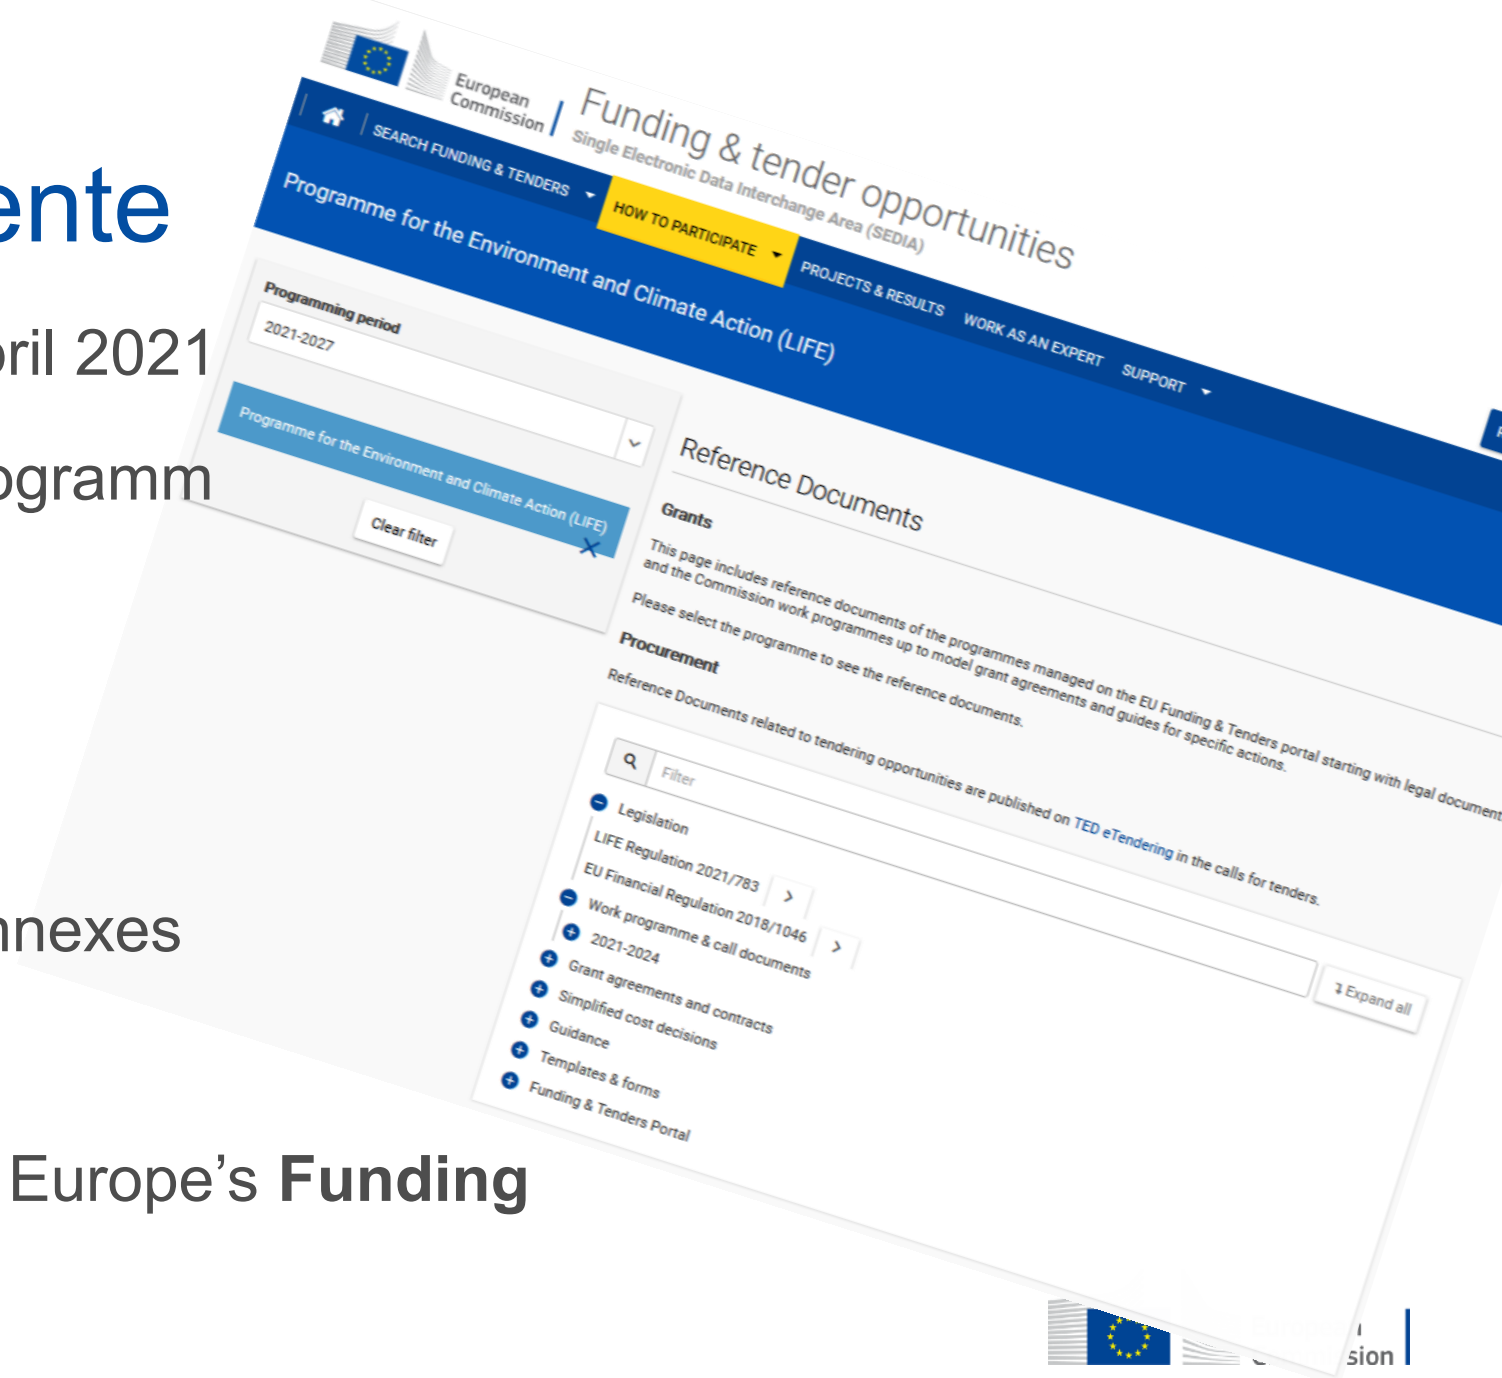 European
Commission
Funding & tender opportunities
Single Electronic Data Interchange Area (SEDIA)
SEARCH FUNDING & TENDERS
HOW TO PARTICIPATE
PROJECTS & RESULTS
WORK AS AN EXPERT
SUPPORT
Programme for the Environment and Climate Action (LIFE)
ente
Programming period
2021-2027
ril 2021
Programme for the Environment and Climate Action (LIFE)
ogramm
Clear filter
Reference Documents
Grants
This page includes reference documents of the programmes managed on the EU Funding & Tenders portal starting with legal document
and the Commission work programmes up to model grant agreements and guides for specific actions.
Please select the programme to see the reference documents.
Procurement
Reference Documents related to tendering opportunities are published on TED eTendering in the calls for tenders.
Filter
Expand all
Legislation
LIFE Regulation 2021/783
EU Financial Regulation 2018/1046
Work programme & call documents
2021-2024
Grant agreements and contracts
Simplified cost decisions
Guidance
Templates & forms
Funding & Tenders Portal
nnexes
Europe’s Funding
sion